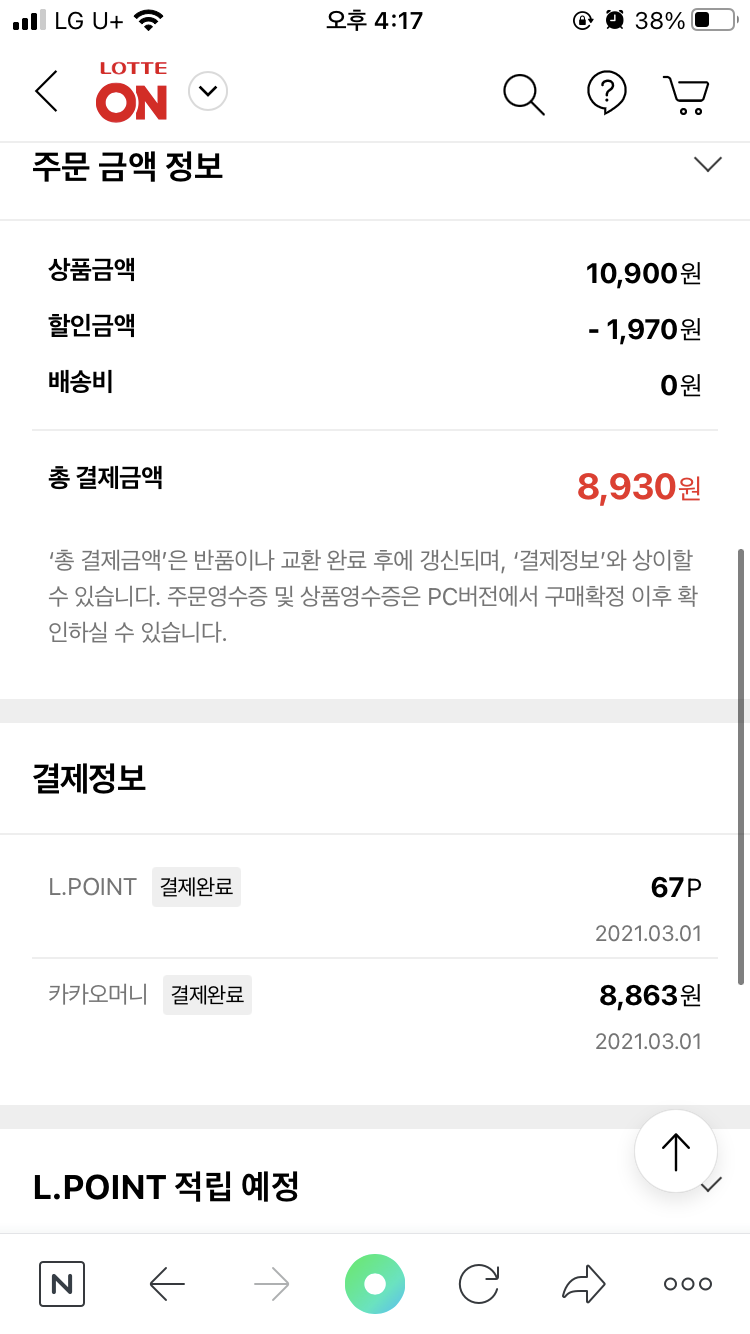 LG U+ 오후 4:17 38%
LOTTE
ON
주문 금액 정보
상품금액 10,900원
할인금액 - 1,970원
배송비 0원
총 결제금액 8,930원
‘총 결제금액’은 반품이나 교환 완료 후에 갱신되며, ‘결제정보’와 상이할
수 있습니다. 주문영수증 및 상품영수증은 PC버전에서 구매확정 이후 확
인하실 수 있습니다.
결제정보
L.POINT 결제완료 67P
2021.03.01
카카오머니 결제완료 8,863원
2021.03.01
L.POINT 적립 예정
N